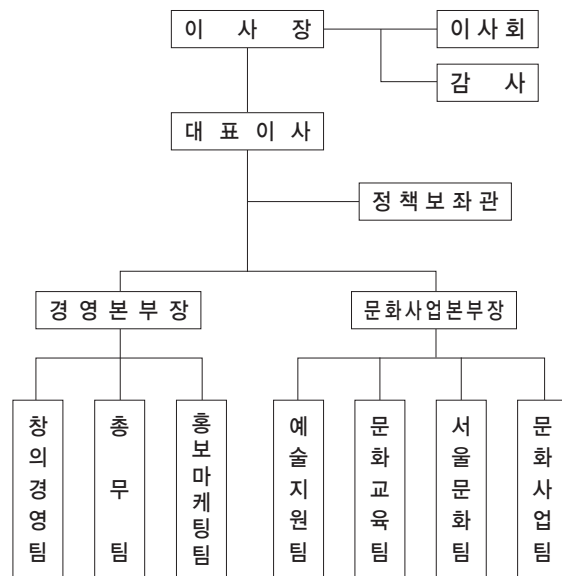 이 사 장
이사회
감 사
대 표 이 사
정책보좌관
경 영 본 부 장
문화사업본부장
창의경영팀
총무팀
홍보마케팅팀
예술지원팀
문화교육팀
서울문화팀
문화사업팀